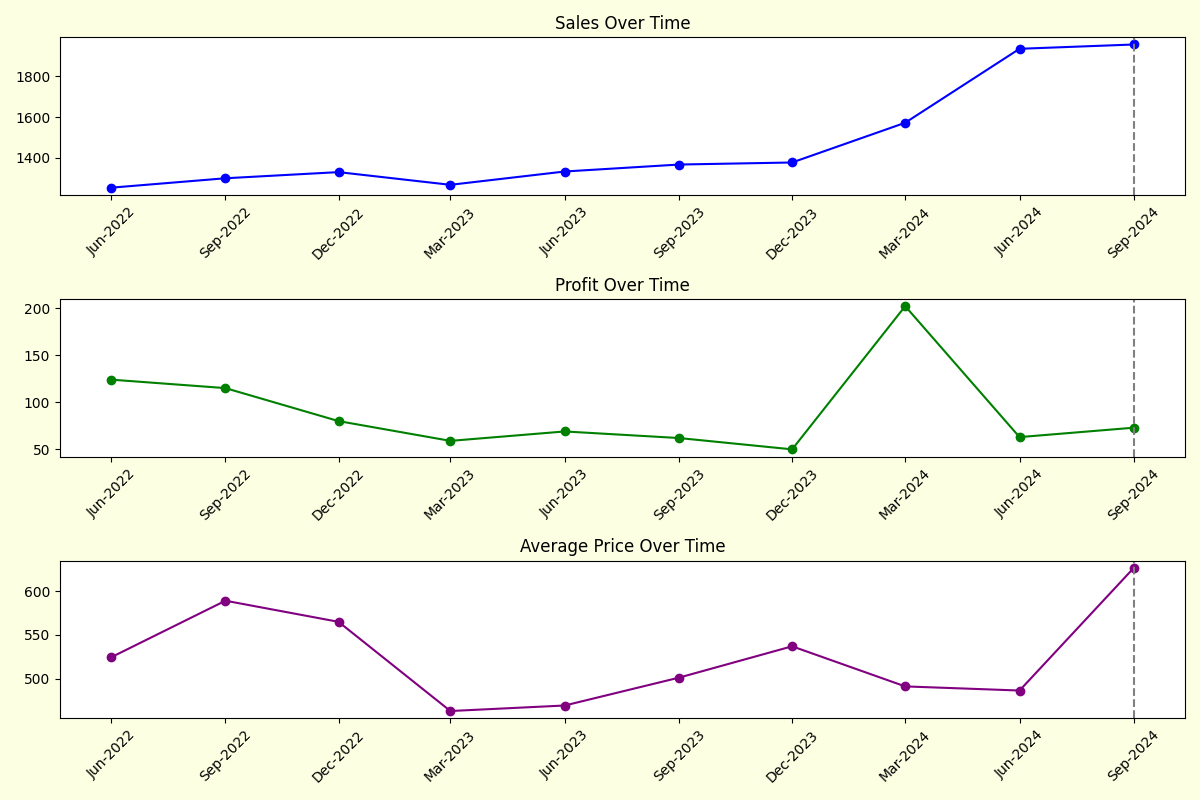 Sales Over Time
1800
1600
1400
Jun-2022 Sep-2022 Dec-2022 Mar-2023 Jun-2023 Sep-2023 Dec-2023 Mar-2024 Jun-2024 Sep-2024
Profit Over Time
200
150
100
50
Jun-2022 Sep-2022 Dec-2022 Mar-2023 Jun-2023 Sep-2023 Dec-2023 Mar-2024 Jun-2024 Sep-2024
Average Price Over Time
600
550
500
Jun-2022 Sep-2022 Dec-2022 Mar-2023 Jun-2023 Sep-2023 Dec-2023 Mar-2024 Jun-2024 Sep-2024